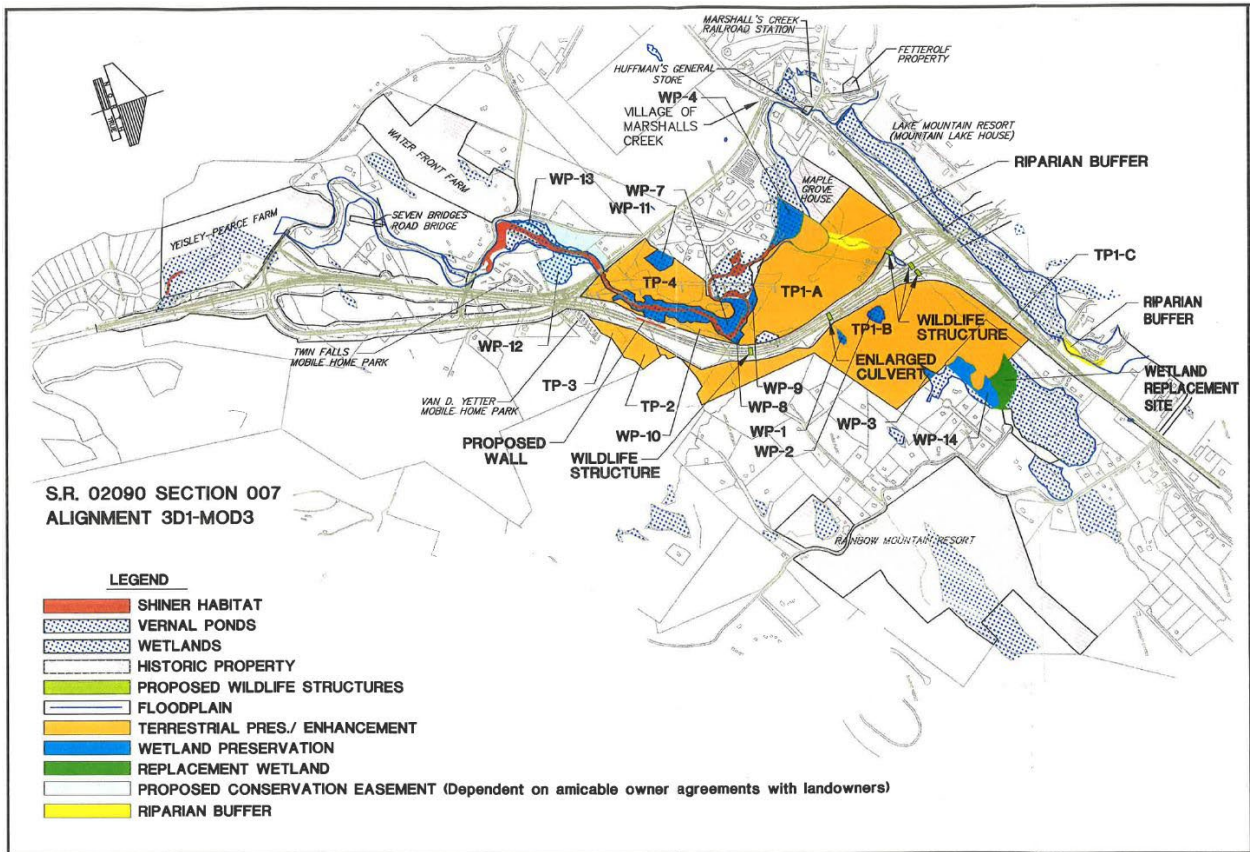 MARSHALL'S CREEK
RAILROAD STATION
FETTEROLF
PROPERTY
HUFFMAN'S GENERAL
STORE
WP-4
VILLAGE OF
MARSHALLS
CREEK
LAKE MOUNTAIN RESORT
(MOUNTAIN LAKE HOUSE)
RIPARIAN BUFFER
WATER FRONT FARM
WP-13
WP-7
WP-11
MAPLE
GROVE
HOUSE
SEVEN BRIDGES
ROAD BRIDGE
YEISLEY-PEARCE FARM
TP-4
TP1-A
TP1-C
RIPARIAN
BUFFER
TP1-B
WILDLIFE
STRUCTURE
TWIN FALLS
MOBILE HOME PARK
WP-12
ENLARGED
CULVERT
WETLAND
REPLACEMENT
SITE
TP-3
WP-9
VAN D. YETTER
MOBILE HOME PARK
TP-2
WP-8
WP-3
WP-10
WP-1
WP-14
PROPOSED
WALL
WILDLIFE
STRUCTURE
WP-2
S.R. 02090 SECTION 007
ALIGNMENT 3D1-MOD3
RAINBOW MOUNTAIN RESORT
LEGEND
SHINER HABITAT
VERNAL PONDS
WETLANDS
HISTORIC PROPERTY
PROPOSED WILDLIFE STRUCTURES
FLOODPLAIN
TERRESTRIAL PRES./ ENHANCEMENT
WETLAND PRESERVATION
REPLACEMENT WETLAND
PROPOSED CONSERVATION EASEMENT (Dependent on amicable owner agreements with landowners)
RIPARIAN BUFFER